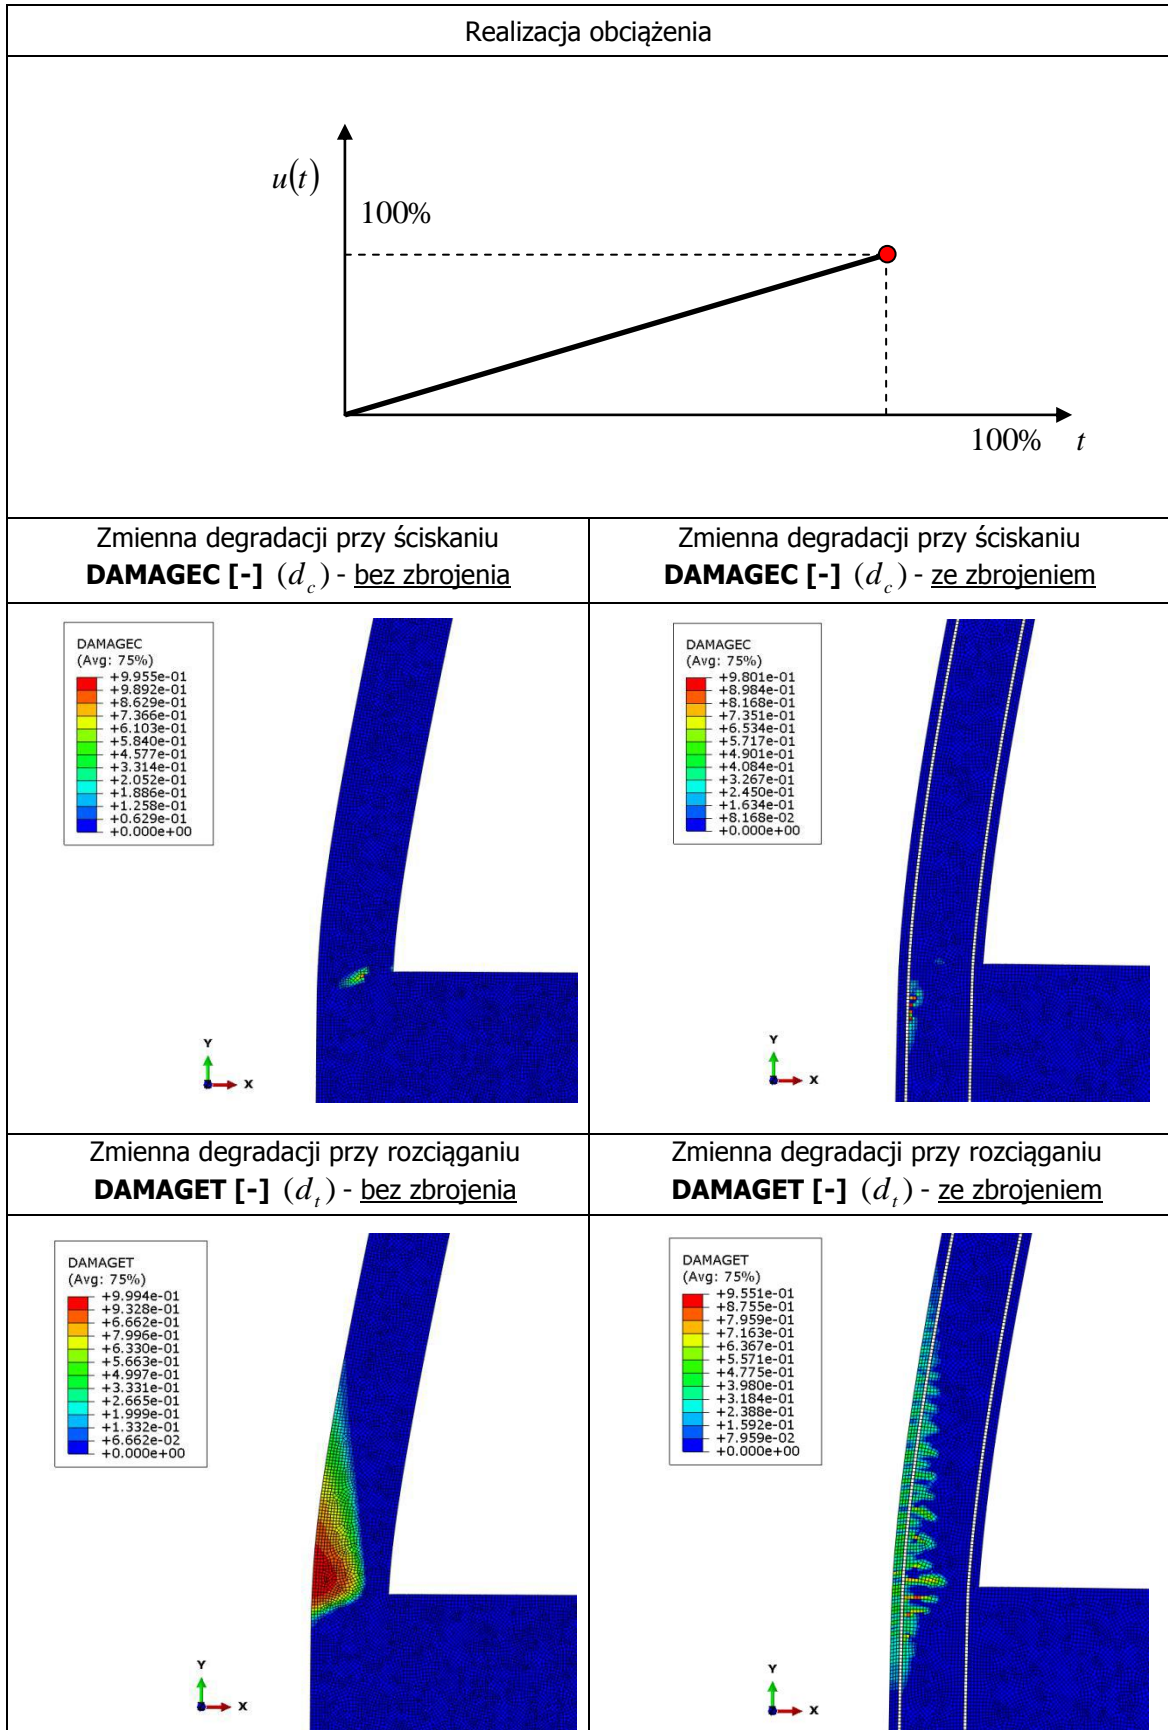 Realizacja obciążenia
u(t)
100%
100% t
Zmienna degradacji przy ściskaniu
DAMAGEC [-] (d_c) - bez zbrojenia
Zmienna degradacji przy ściskaniu
DAMAGEC [-] (d_c) - ze zbrojeniem
DAMAGEC
(Avg: 75%)
+9.955e-01
+9.892e-01
+8.629e-01
+7.366e-01
+6.103e-01
+5.840e-01
+4.577e-01
+3.314e-01
+2.052e-01
+1.886e-01
+1.258e-01
+0.629e-01
+0.000e+00
Y
X
DAMAGEC
(Avg: 75%)
+9.801e-01
+8.984e-01
+8.168e-01
+7.351e-01
+6.534e-01
+5.717e-01
+4.901e-01
+4.084e-01
+3.267e-01
+2.450e-01
+1.634e-01
+8.168e-02
+0.000e+00
Y
X
Zmienna degradacji przy rozciąganiu
DAMAGET [-] (d_t) - bez zbrojenia
Zmienna degradacji przy rozciąganiu
DAMAGET [-] (d_t) - ze zbrojeniem
DAMAGET
(Avg: 75%)
+9.994e-01
+9.328e-01
+6.662e-01
+7.996e-01
+6.330e-01
+5.663e-01
+4.997e-01
+3.331e-01
+2.665e-01
+1.999e-01
+1.332e-01
+6.662e-02
+0.000e+00
Y
X
DAMAGET
(Avg: 75%)
+9.551e-01
+8.755e-01
+7.959e-01
+7.163e-01
+6.367e-01
+5.571e-01
+4.775e-01
+3.980e-01
+3.184e-01
+2.388e-01
+1.592e-01
+7.959e-02
+0.000e+00
Y
X